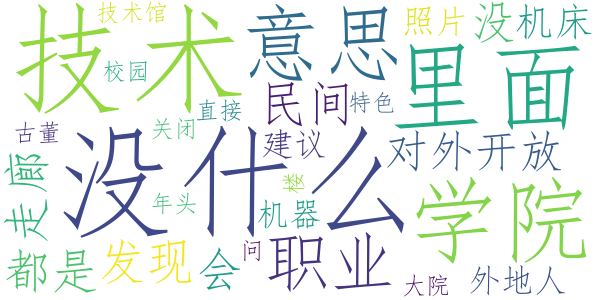 技术馆
技术
意思
照片
没
机床
校园
里面
古董
关闭
直接
民间
特色
建议
对外开放
没什么
走廊
年头
楼
机器
学院
都是
发现
会
问
职业
大院
外地人